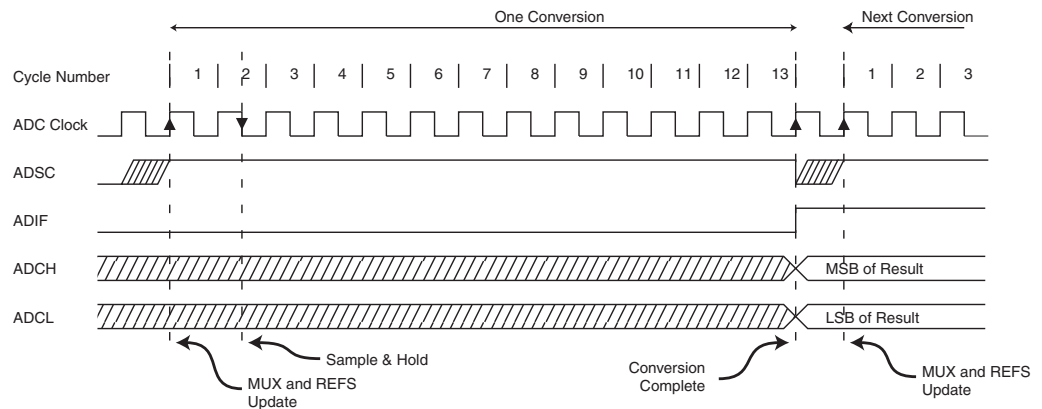 One Conversion Next Conversion
Cycle Number 1 2 3 4 5 6 7 8 9 10 11 12 13 1 2 3
ADC Clock
ADSC
ADIF
ADCH MSB of Result
ADCL LSB of Result
Sample & Hold
MUX and REFS
Update
Conversion
Complete
MUX and REFS
Update